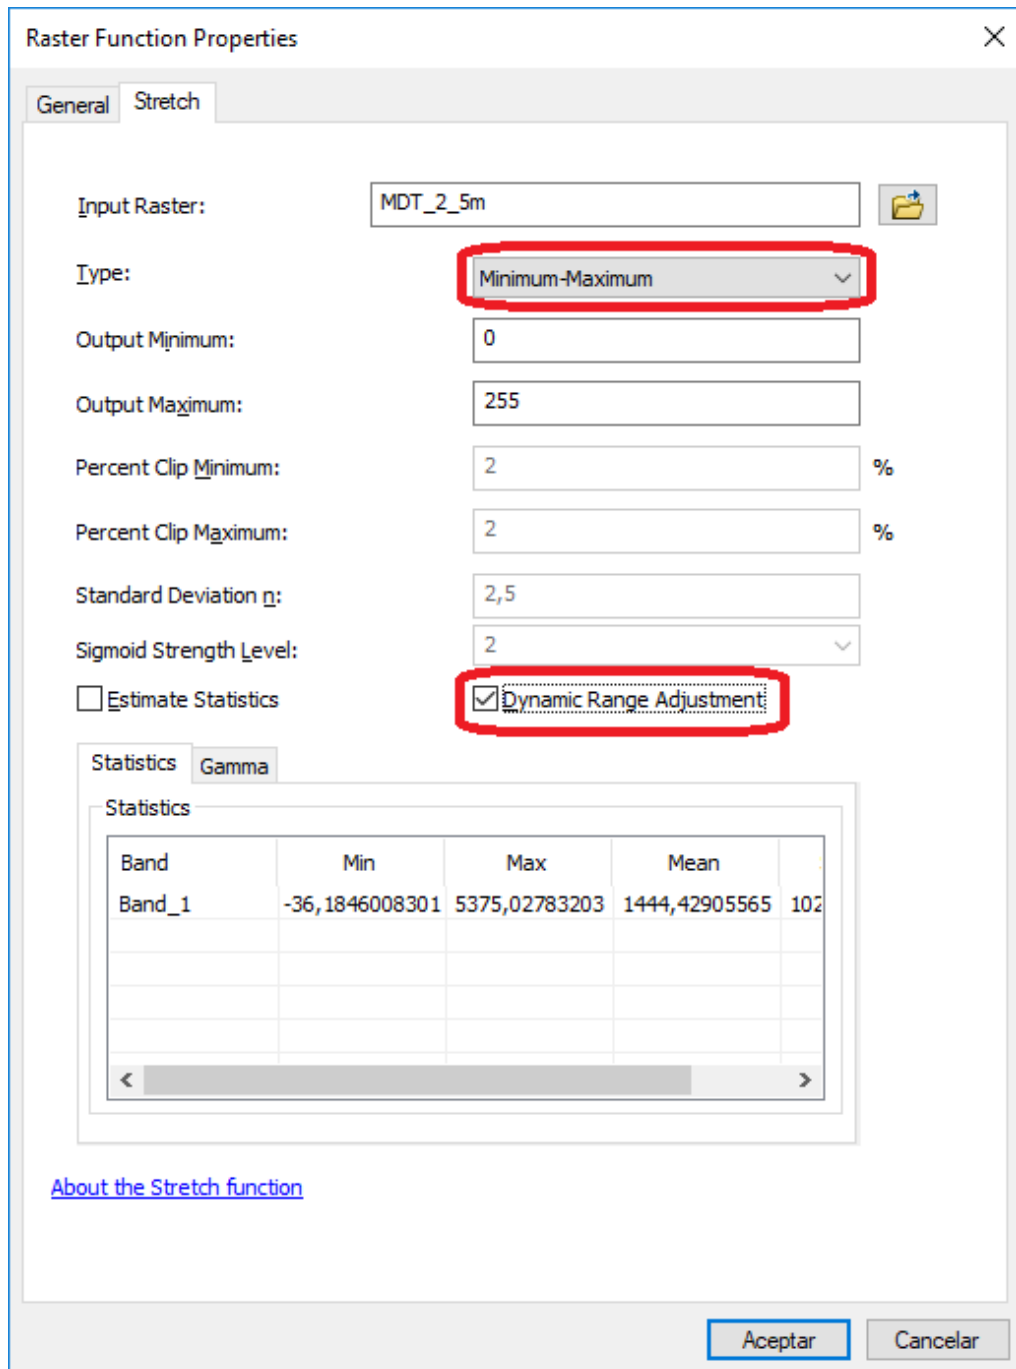 Raster Function Properties
General Stretch
Input Raster: MDT_2_5m
Type: Minimum-Maximum
Output Minimum: 0
Output Maximum: 255
Percent Clip Minimum: 2 %
Percent Clip Maximum: 2 %
Standard Deviation n: 2,5
Sigmoid Strength Level: 2
Estimate Statistics Dynamic Range Adjustment
Statistics Gamma
Statistics
Band Min Max Mean
Band_1 -36,1846008301 5375,02783203 1444,42905565 102
About the Stretch function
Aceptar Cancelar